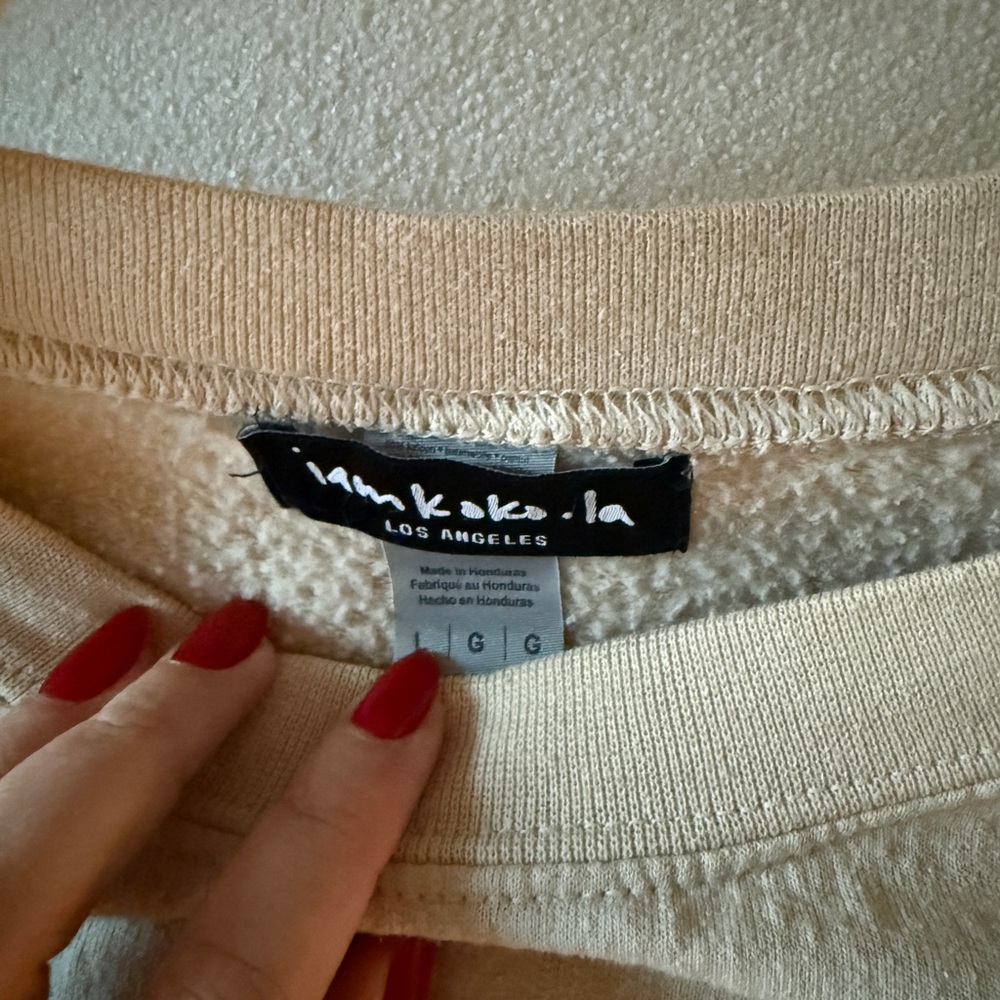 iamkoko.la
LOS ANGELES
Made in Honduras
Fabriqué au Honduras
Hecho en Honduras
L | G | G